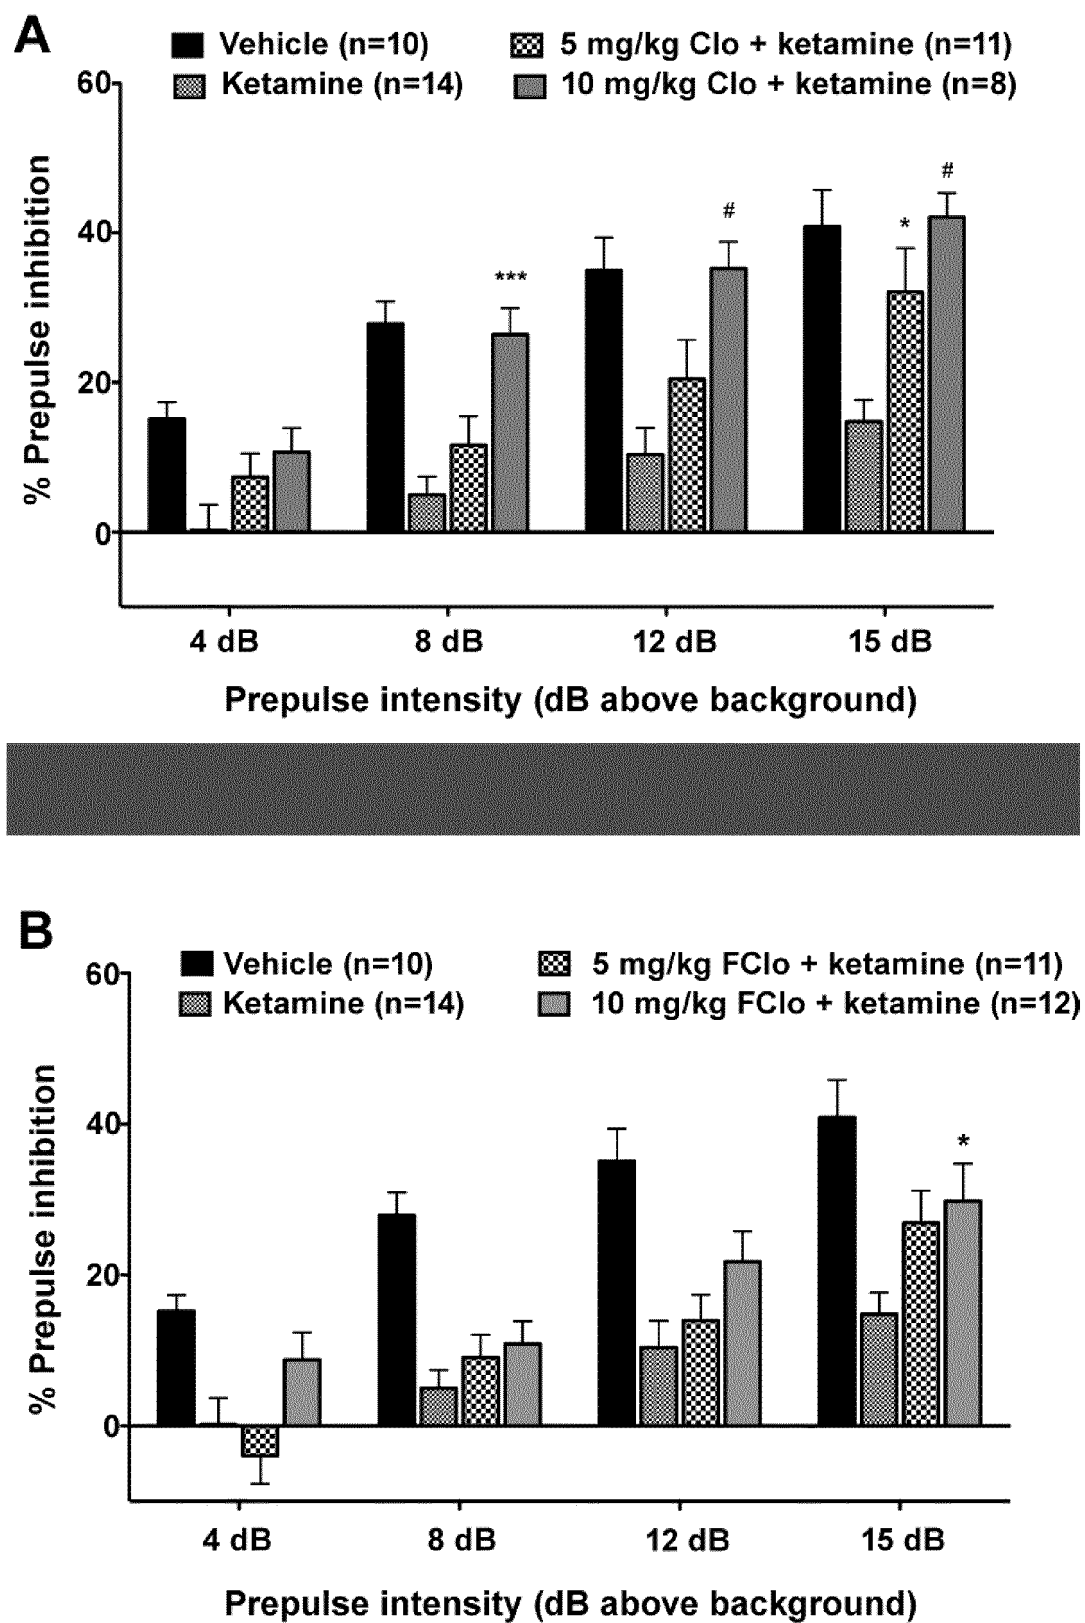 A
Vehicle (n=10) 5 mg/kg Clo + ketamine (n=11)
Ketamine (n=14) 10 mg/kg Clo + ketamine (n=8)
% Prepulse inhibition
60
40
20
0
***
#
*
#
4 dB 8 dB 12 dB 15 dB
Prepulse intensity (dB above background)
B
Vehicle (n=10) 5 mg/kg FClo + ketamine (n=11)
Ketamine (n=14) 10 mg/kg FClo + ketamine (n=12)
% Prepulse inhibition
60
40
20
0
*
4 dB 8 dB 12 dB 15 dB
Prepulse intensity (dB above background)